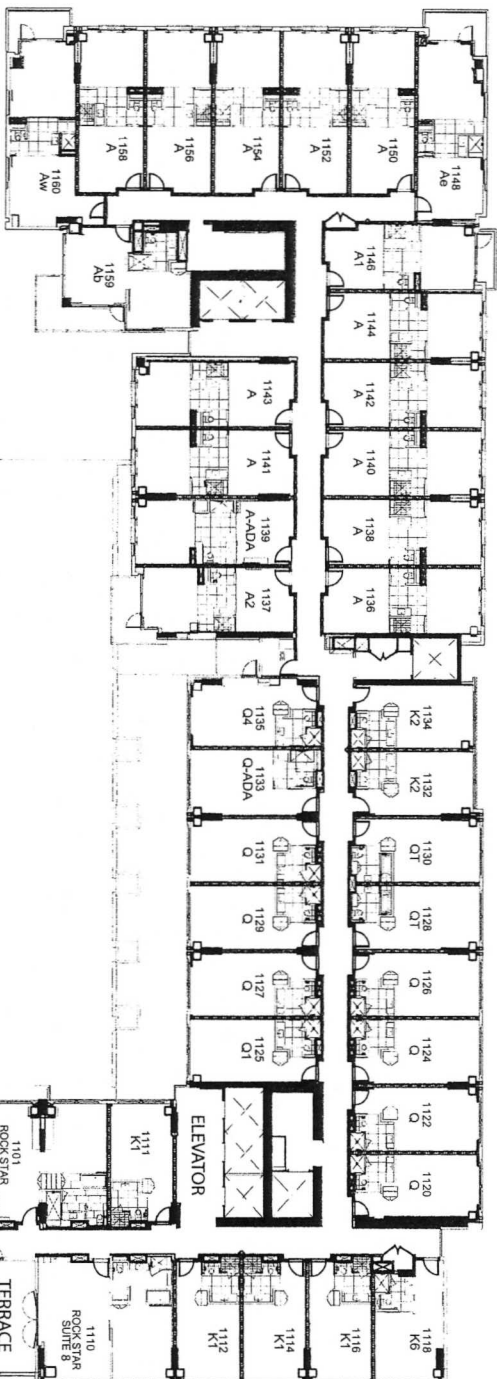 1158
A
1156
A
1154
A
1152
A
1150
A
1148
Ae
1160
Aw
1159
Ab
1146
A1
1144
A
1142
A
1140
A
1138
A
1136
A
1143
A
1141
A
1139
A-ADA
1137
A2
1135
Q4
1133
Q-ADA
1131
Q
1129
Q
1127
Q
1125
Q1
1134
K2
1132
K2
1130
QT
1128
QT
1126
Q
1124
Q
1122
Q
1120
Q
ELEVATOR
1111
K1
1101
ROCK STAR
1110
ROCK STAR
SUITE 8
1112
K1
1114
K1
1116
K1
1118
K6
TERRACE